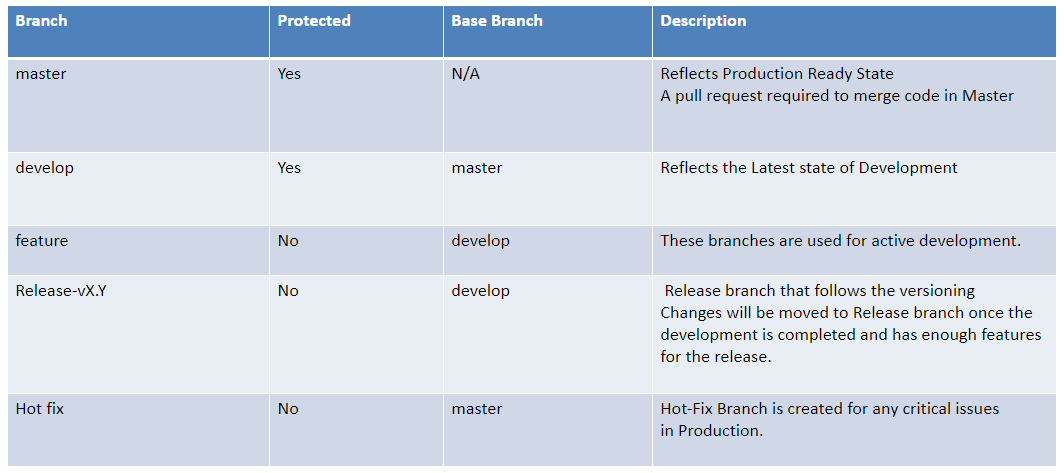 Branch Protected Base Branch Description
master Yes N/A Reflects Production Ready State
A pull request required to merge code in Master
develop Yes master Reflects the Latest state of Development
feature No develop These branches are used for active development.
Release-vX.Y No develop Release branch that follows the versioning
Changes will be moved to Release branch once the
development is completed and has enough features
for the release.
Hot fix No master Hot-Fix Branch is created for any critical issues
in Production.